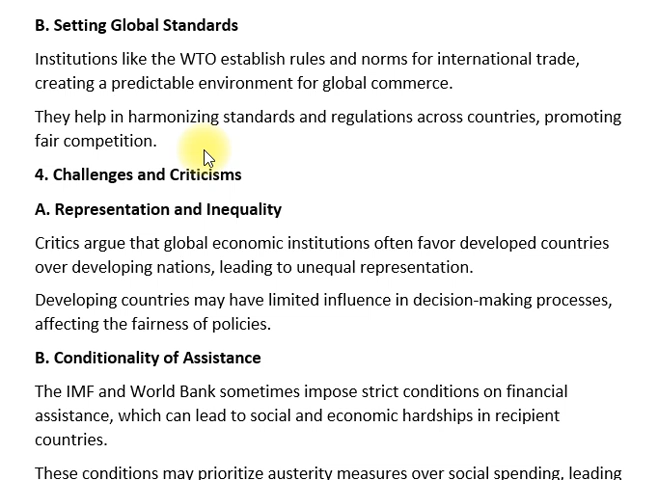 B. Setting Global Standards
Institutions like the WTO establish rules and norms for international trade,
creating a predictable environment for global commerce.
They help in harmonizing standards and regulations across countries, promoting
fair competition.
4. Challenges and Criticisms
A. Representation and Inequality
Critics argue that global economic institutions often favor developed countries
over developing nations, leading to unequal representation.
Developing countries may have limited influence in decision-making processes,
affecting the fairness of policies.
B. Conditionality of Assistance
The IMF and World Bank sometimes impose strict conditions on financial
assistance, which can lead to social and economic hardships in recipient
countries.
These conditions may prioritize austerity measures over social spending, leading